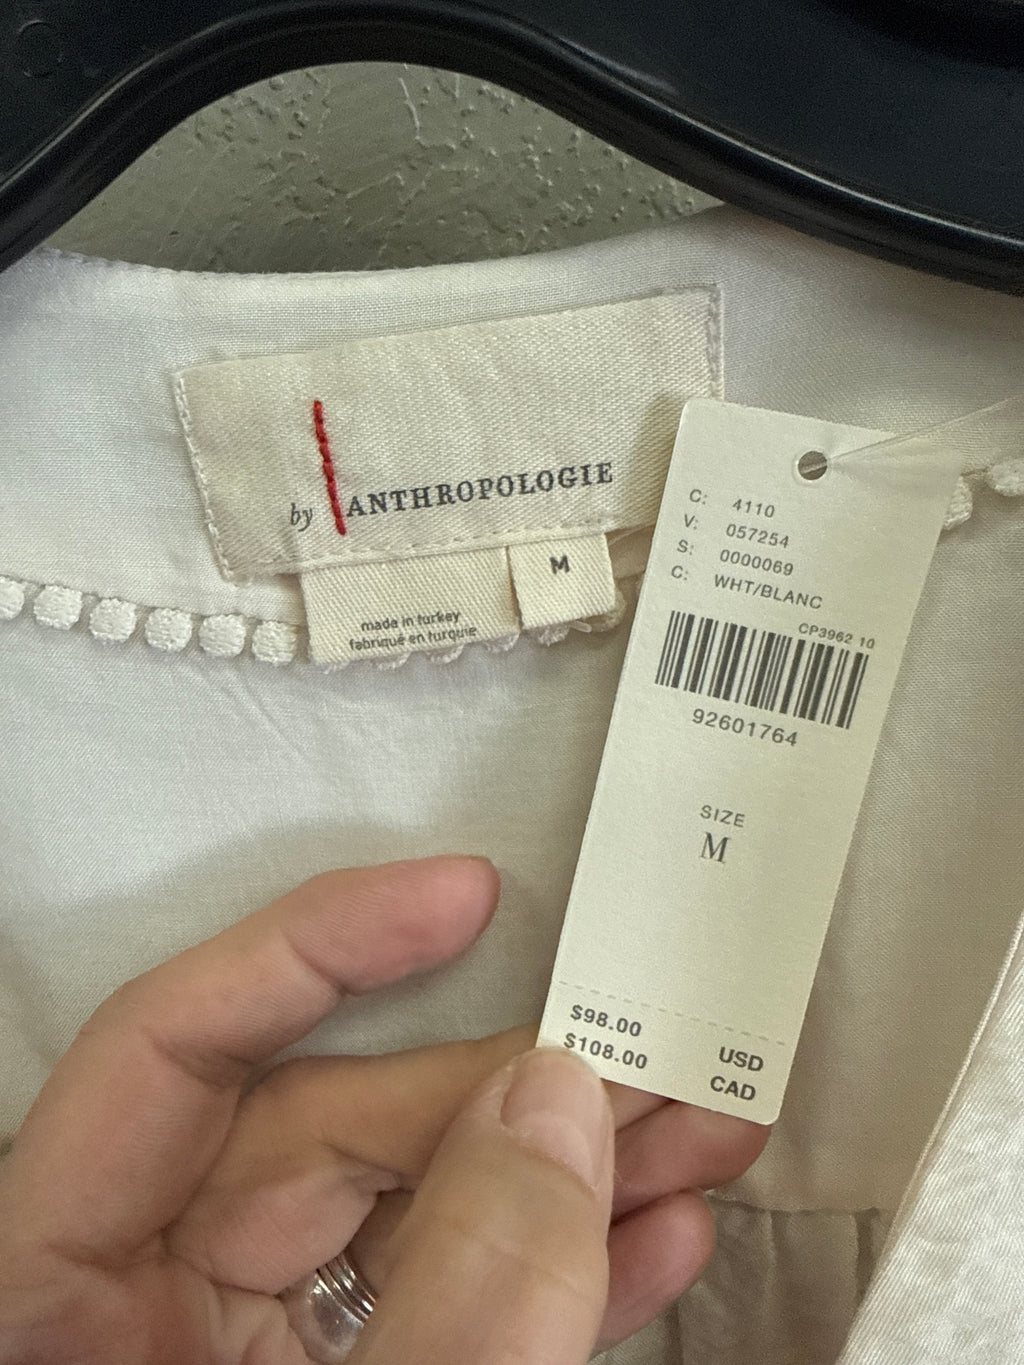 by ANTHROPOLOGIE
M
made in turkey
fabriqué en turquie
C: 4110
V: 057254
S: 0000069
C: WHT/BLANC
CP3962 10
92601764
SIZE
M
$98.00 USD
$108.00 CAD